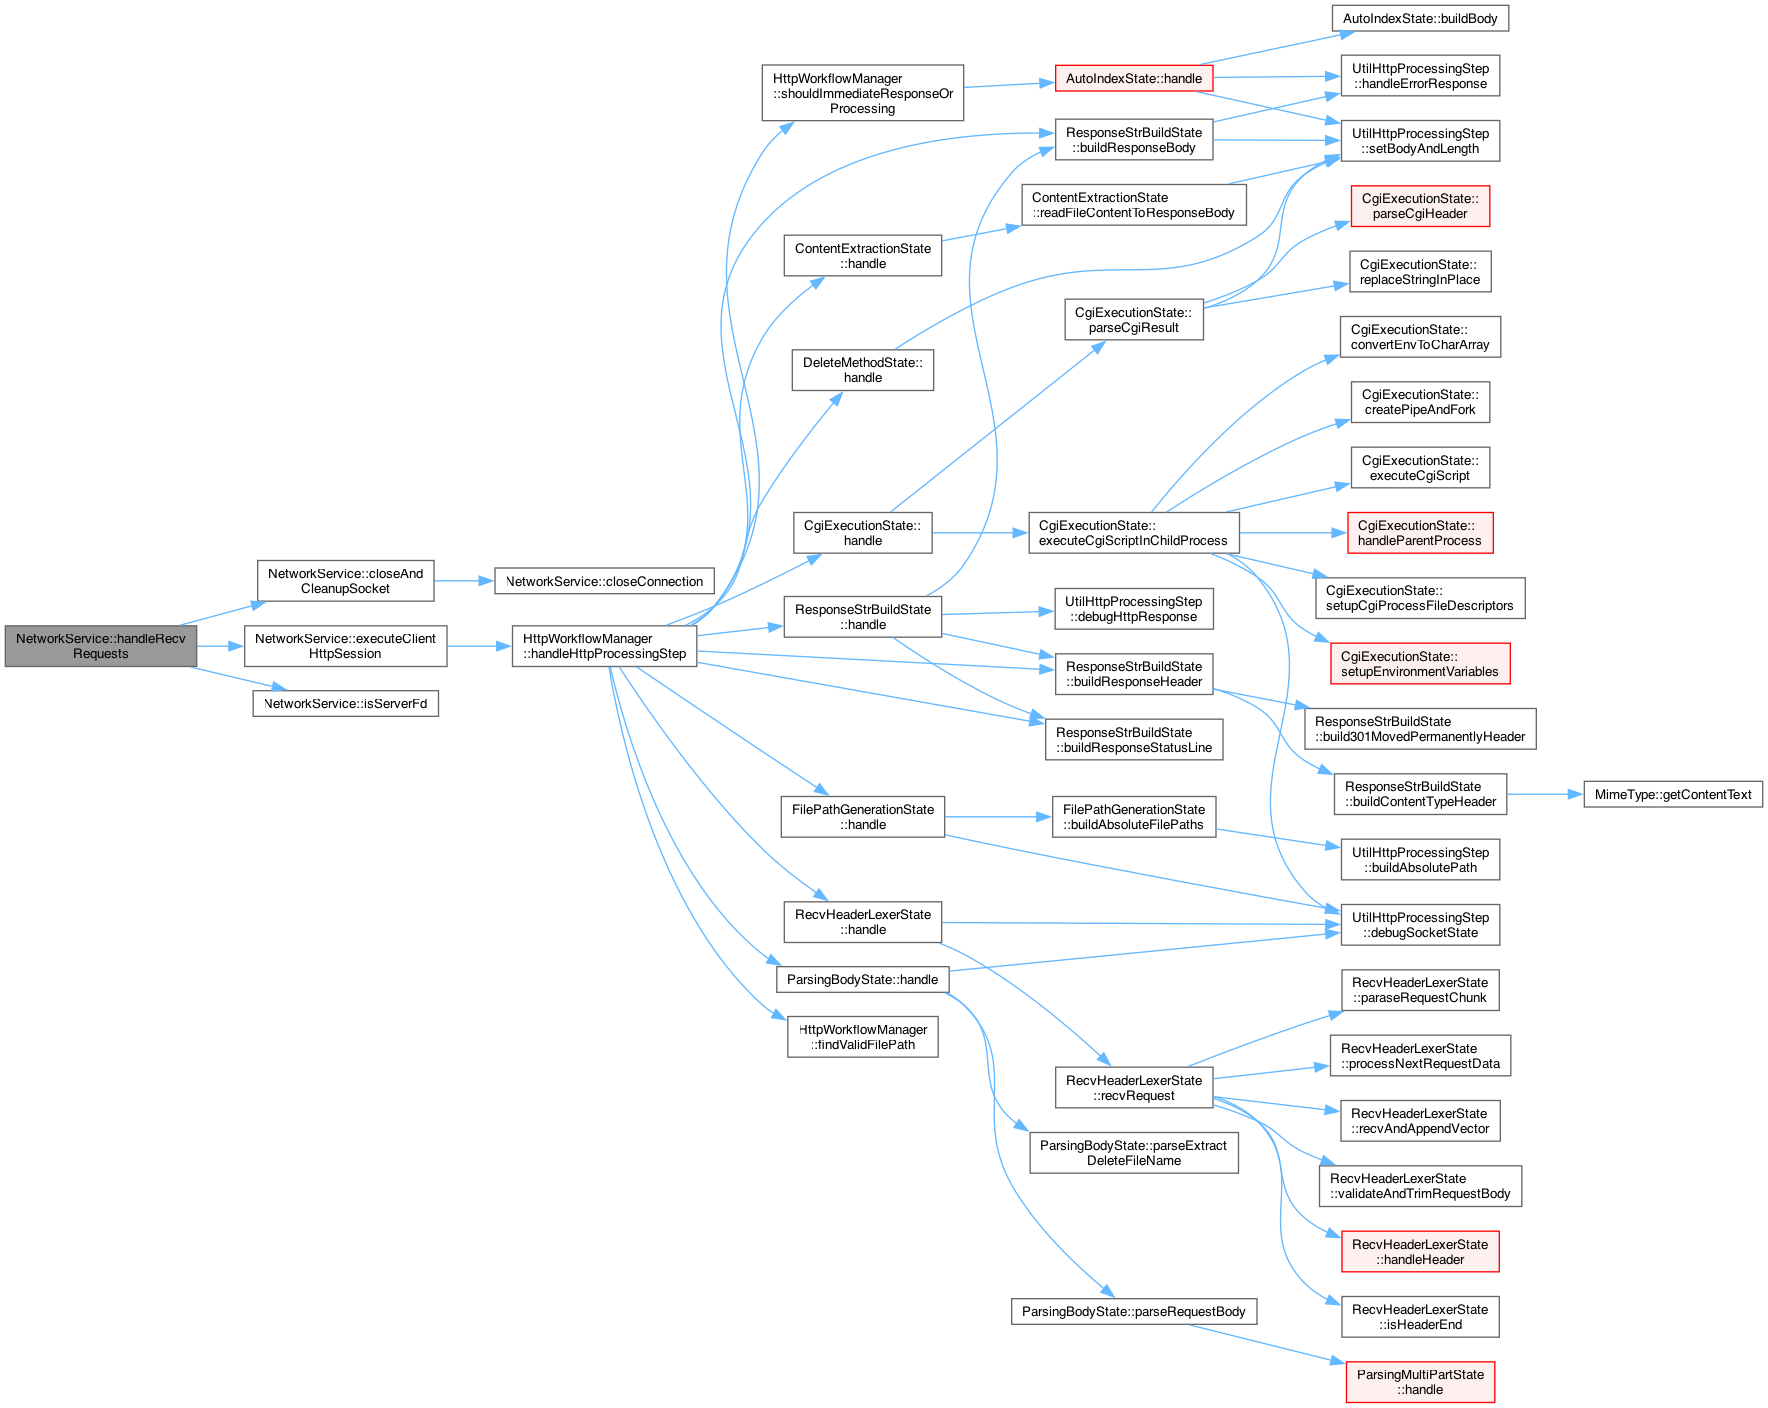 NetworkService::handleRecv
Requests
NetworkService::closeAnd
CleanupSocket
NetworkService::closeConnection
NetworkService::executeClient
HttpSession
NetworkService::isServerFd
HttpWorkflowManager
::handleHttpProcessingStep
HttpWorkflowManager
::shouldImmediateResponseOr
Processing
ContentExtractionState
::handle
DeleteMethodState::
handle
CgiExecutionState::
handle
ResponseStrBuildState
::handle
FilePathGenerationState
::handle
RecvHeaderLexerState
::handle
ParsingBodyState::handle
HttpWorkflowManager
::findValidFilePath
AutoIndexState::handle
ResponseStrBuildState
::buildResponseBody
ContentExtractionState
::readFileContentToResponseBody
CgiExecutionState::
parseCgiResult
CgiExecutionState::
executeCgiScriptInChildProcess
UtilHttpProcessingStep
::debugHttpResponse
ResponseStrBuildState
::buildResponseHeader
ResponseStrBuildState
::buildResponseStatusLine
FilePathGenerationState
::buildAbsoluteFilePaths
RecvHeaderLexerState
::recvRequest
ParsingBodyState::parseExtract
DeleteFileName
ParsingBodyState::parseRequestBody
AutoIndexState::buildBody
UtilHttpProcessingStep
::handleErrorResponse
UtilHttpProcessingStep
::setBodyAndLength
CgiExecutionState::
parseCgiHeader
CgiExecutionState::
replaceStringInPlace
CgiExecutionState::
convertEnvToCharArray
CgiExecutionState::
createPipeAndFork
CgiExecutionState::
executeCgiScript
CgiExecutionState::
handleParentProcess
CgiExecutionState::
setupCgiProcessFileDescriptors
CgiExecutionState::
setupEnvironmentVariables
ResponseStrBuildState
::build301MovedPermanentlyHeader
ResponseStrBuildState
::buildContentTypeHeader
MimeType::getContentText
UtilHttpProcessingStep
::buildAbsolutePath
UtilHttpProcessingStep
::debugSocketState
RecvHeaderLexerState
::paraseRequestChunk
RecvHeaderLexerState
::processNextRequestData
RecvHeaderLexerState
::recvAndAppendVector
RecvHeaderLexerState
::validateAndTrimRequestBody
RecvHeaderLexerState
::handleHeader
RecvHeaderLexerState
::isHeaderEnd
ParsingMultiPartState
::handle